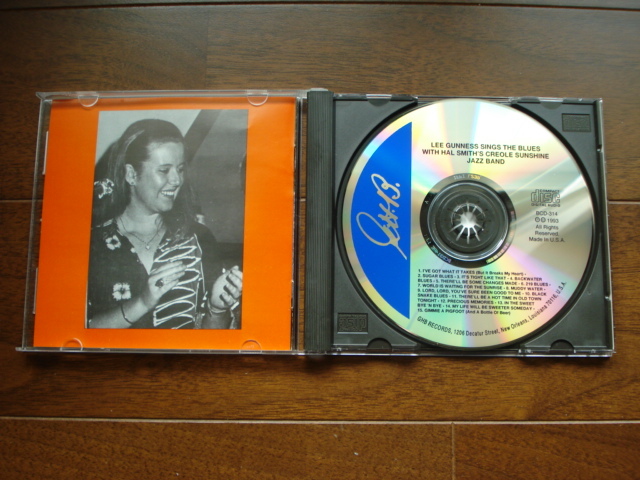 LEE GUNNESS SINGS THE BLUES
WITH HAL SMITH'S CREOLE SUNSHINE
JAZZ BAND
GHB
COMPACT
disc
DIGITAL AUDIO
BCD-314
© 1993
All Rights
Reserved.
Made in U.S.A
1. I'VE GOT WHAT IT TAKES (But It Breaks My Heart) - 
2. SUGAR BLUES - 3. IT'S TIGHT LIKE THAT - 4. BACKWATER
BLUES - 5. THERE'LL BE SOME CHANGES MADE - 6. 219 BLUES -
7. WORLD IS WAITING FOR THE SUNRISE - 8. MUDDY WATER -
9. LORD, LORD, YOU'VE SURE BEEN GOOD TO ME - 10. BLACK
SNAKE BLUES - 11. THERE'LL BE A HOT TIME IN OLD TOWN
TONIGHT - 12. PRECIOUS MEMORIES - 13. IN THE SWEET
BYE 'N BYE - 14. MY LIFE WILL BE SWEETER SOMEDAY -
15. GIMMIE A PIGFOOT (And A Bottle Of Beer)
GHB RECORDS, 1206 Decatur Street, New Orleans, Louisiana 70116, U.S.A.